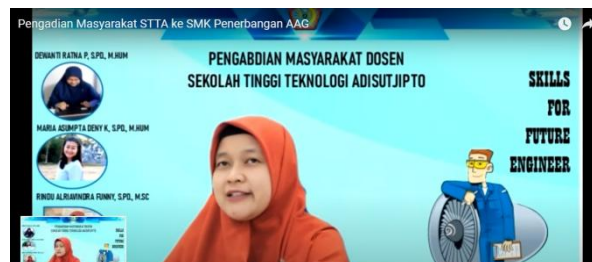 Pengadian Masyarakat STTA ke SMK Penerbangan AAG
DEWANTI RATNA P, S.PD., M.HUM
PENGABDIAN MASYARAKAT DOSEN
SEKOLAH TINGGI TEKNOLOGI ADISUTJIPTO
MARIA ASUMPTA DENY K, S.PD., M.HUM
RINDU ALRIAVINDRA FUNNY, S.PD., M.SC
SKILLS
FOR
FUTURE
ENGINEER